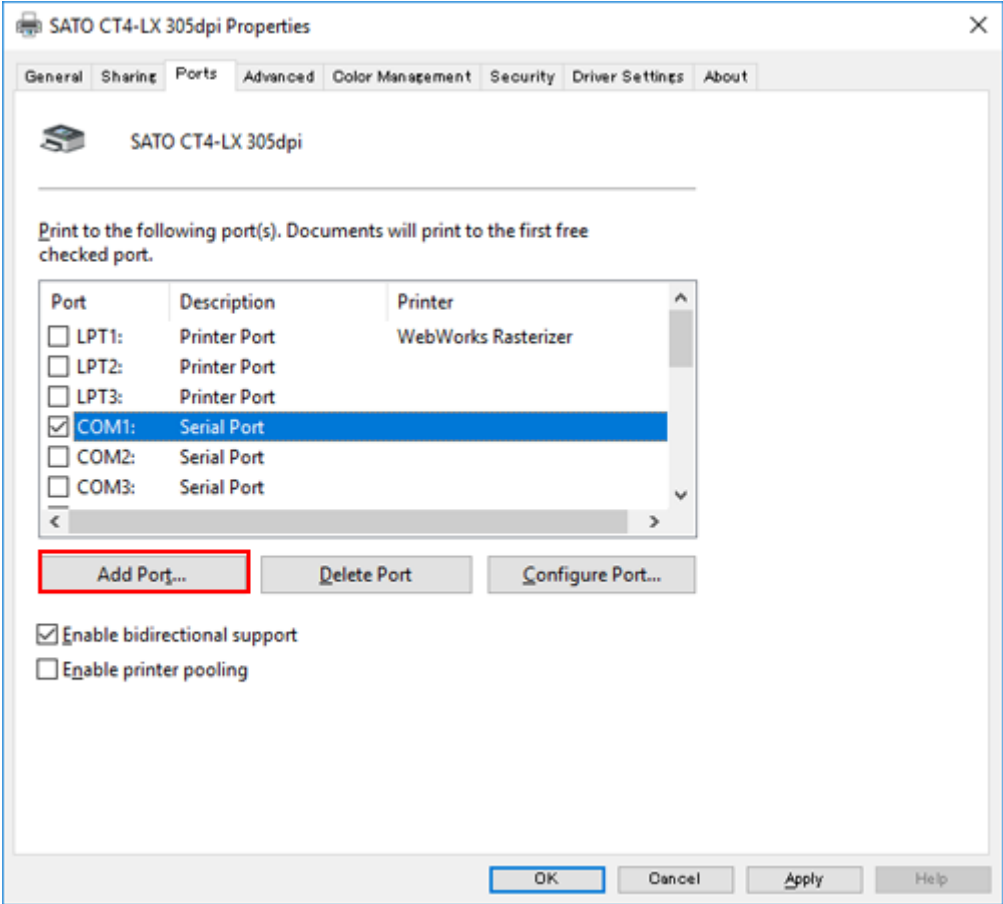 SATO CT4-LX 305dpi Properties
General Sharing Ports Advanced Color Management Security Driver Settings About
SATO CT4-LX 305dpi
Print to the following port(s). Documents will print to the first free
checked port.
Port Description Printer
LPT1: Printer Port WebWorks Rasterizer
LPT2: Printer Port
LPT3: Printer Port
COM1: Serial Port
COM2: Serial Port
COM3: Serial Port
Add Port... Delete Port Configure Port...
Enable bidirectional support
Enable printer pooling
OK Cancel Apply Help